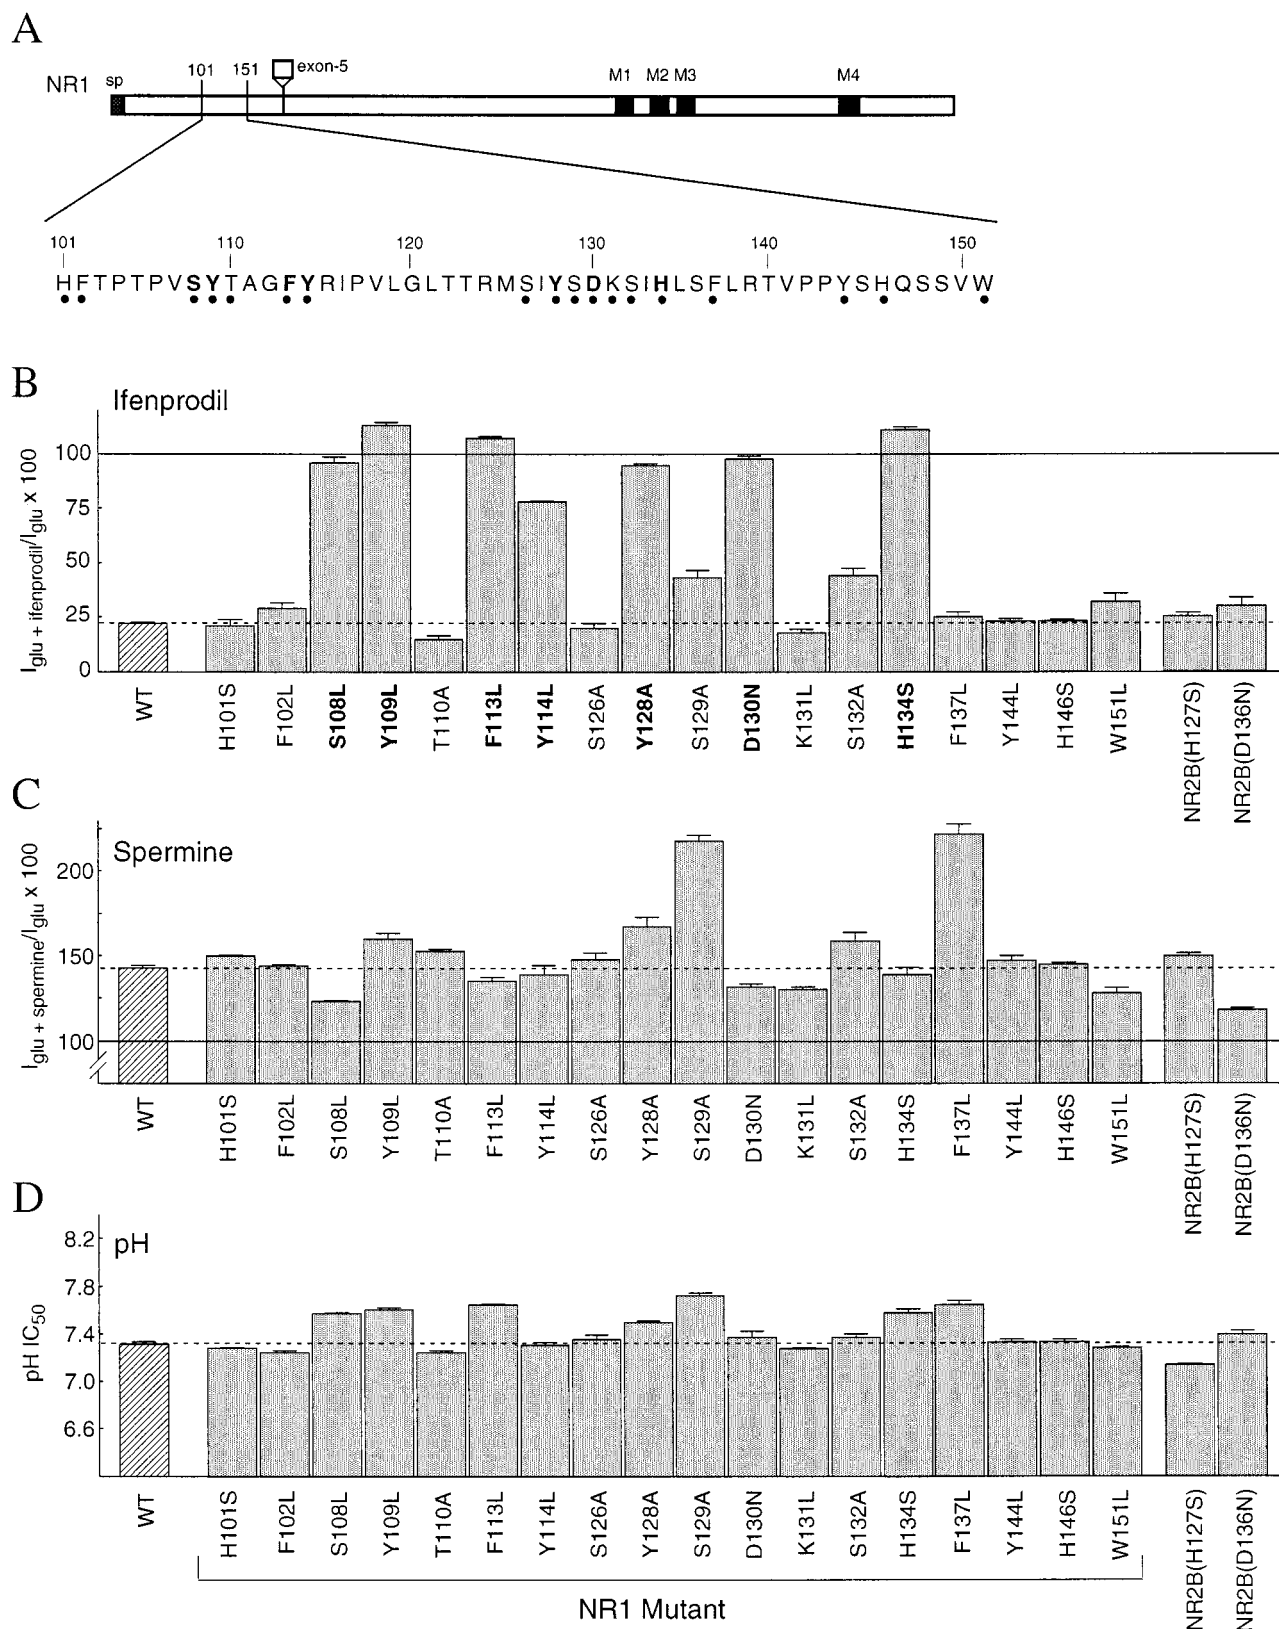 A
NR1 sp 101 151 exon-5 M1 M2 M3 M4
101 110 120 130 140 150
HFTPTPVSYTAGFYRIPVLGLTTRMSIYSDKSIHLSFLRTVPPYSHQSSVW
B
Ifenprodil
I glu + ifenprodil/I glu x 100
100
75
50
25
0
WT H101S F102L S108L Y109L T110A F113L Y114L S126A Y128A S129A D130N K131L S132A H134S F137L Y144L H146S W151L NR2B(H127S) NR2B(D136N)
C
Spermine
I glu + spermine/I glu x 100
200
150
100
WT H101S F102L S108L Y109L T110A F113L Y114L S126A Y128A S129A D130N K131L S132A H134S F137L Y144L H146S W151L NR2B(H127S) NR2B(D136N)
D
pH
pH IC50
8.2
7.8
7.4
7.0
6.6
WT H101S F102L S108L Y109L T110A F113L Y114L S126A Y128A S129A D130N K131L S132A H134S F137L Y144L H146S W151L NR2B(H127S) NR2B(D136N)
NR1 Mutant